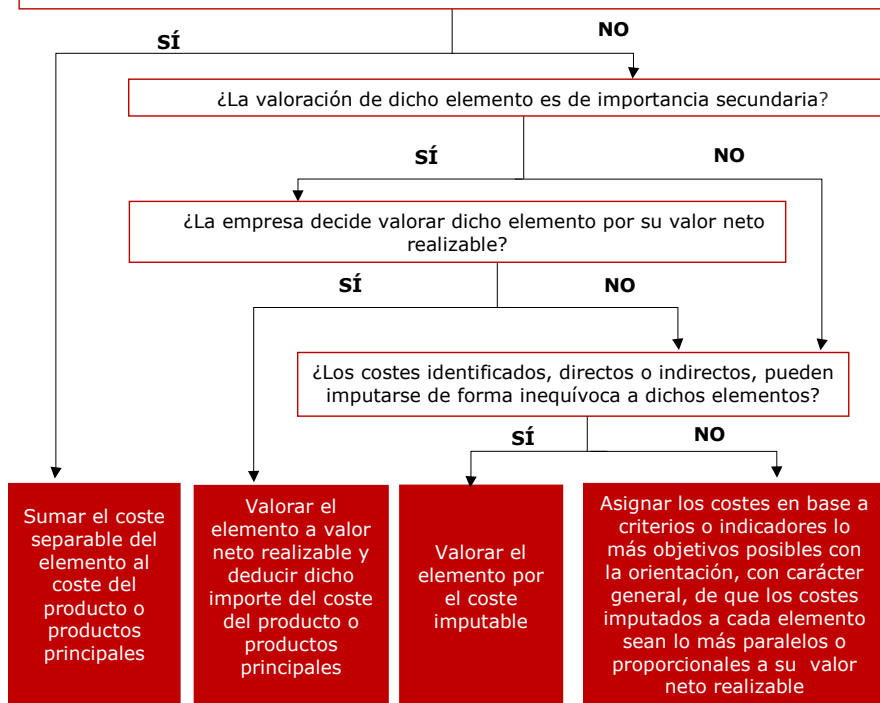 SÍ
NO
¿La valoración de dicho elemento es de importancia secundaria?
SÍ
NO
¿La empresa decide valorar dicho elemento por su valor neto
realizable?
SÍ
NO
¿Los costes identificados, directos o indirectos, pueden
imputarse de forma inequívoca a dichos elementos?
SÍ
NO
Sumar el coste
separable del
elemento al
coste del
producto o
productos
principales
Valorar el
elemento a valor
neto realizable y
deducir dicho
importe del coste
del producto o
productos
principales
Valorar el
elemento por
el coste
imputable
Asignar los costes en base a
criterios o indicadores lo
más objetivos posibles con
la orientación, con carácter
general, de que los costes
imputados a cada elemento
sean lo más paralelos o
proporcionales a su valor
neto realizable